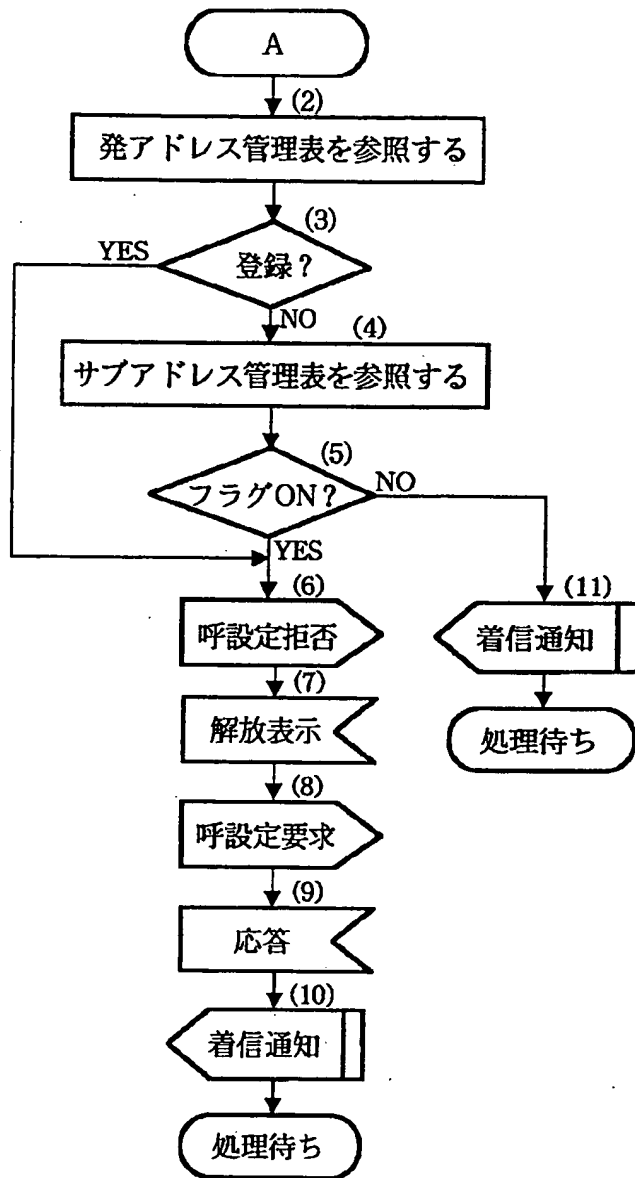 A
(2)
発アドレス管理表を参照する
(3)
YES
登録？
NO
(4)
サブアドレス管理表を参照する
(5)
フラグON？
NO
YES
(6)
呼設定拒否
(11)
着信通知
(7)
解放表示
処理待ち
(8)
呼設定要求
(9)
応答
(10)
着信通知
処理待ち